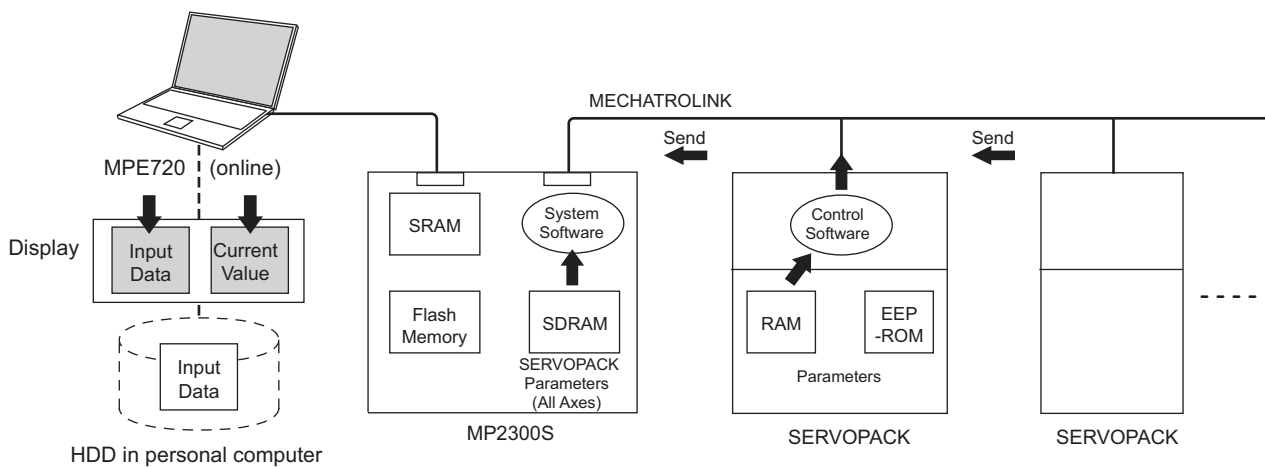 MPE720 (online)
Display
Input
Data
Current
Value
Input
Data
HDD in personal computer
MECHATROLINK
Send
Send
SRAM
System
Software
Flash
Memory
SDRAM
SERVOPACK
Parameters
(All Axes)
MP2300S
Control
Software
RAM
EEP
-ROM
Parameters
SERVOPACK
SERVOPACK